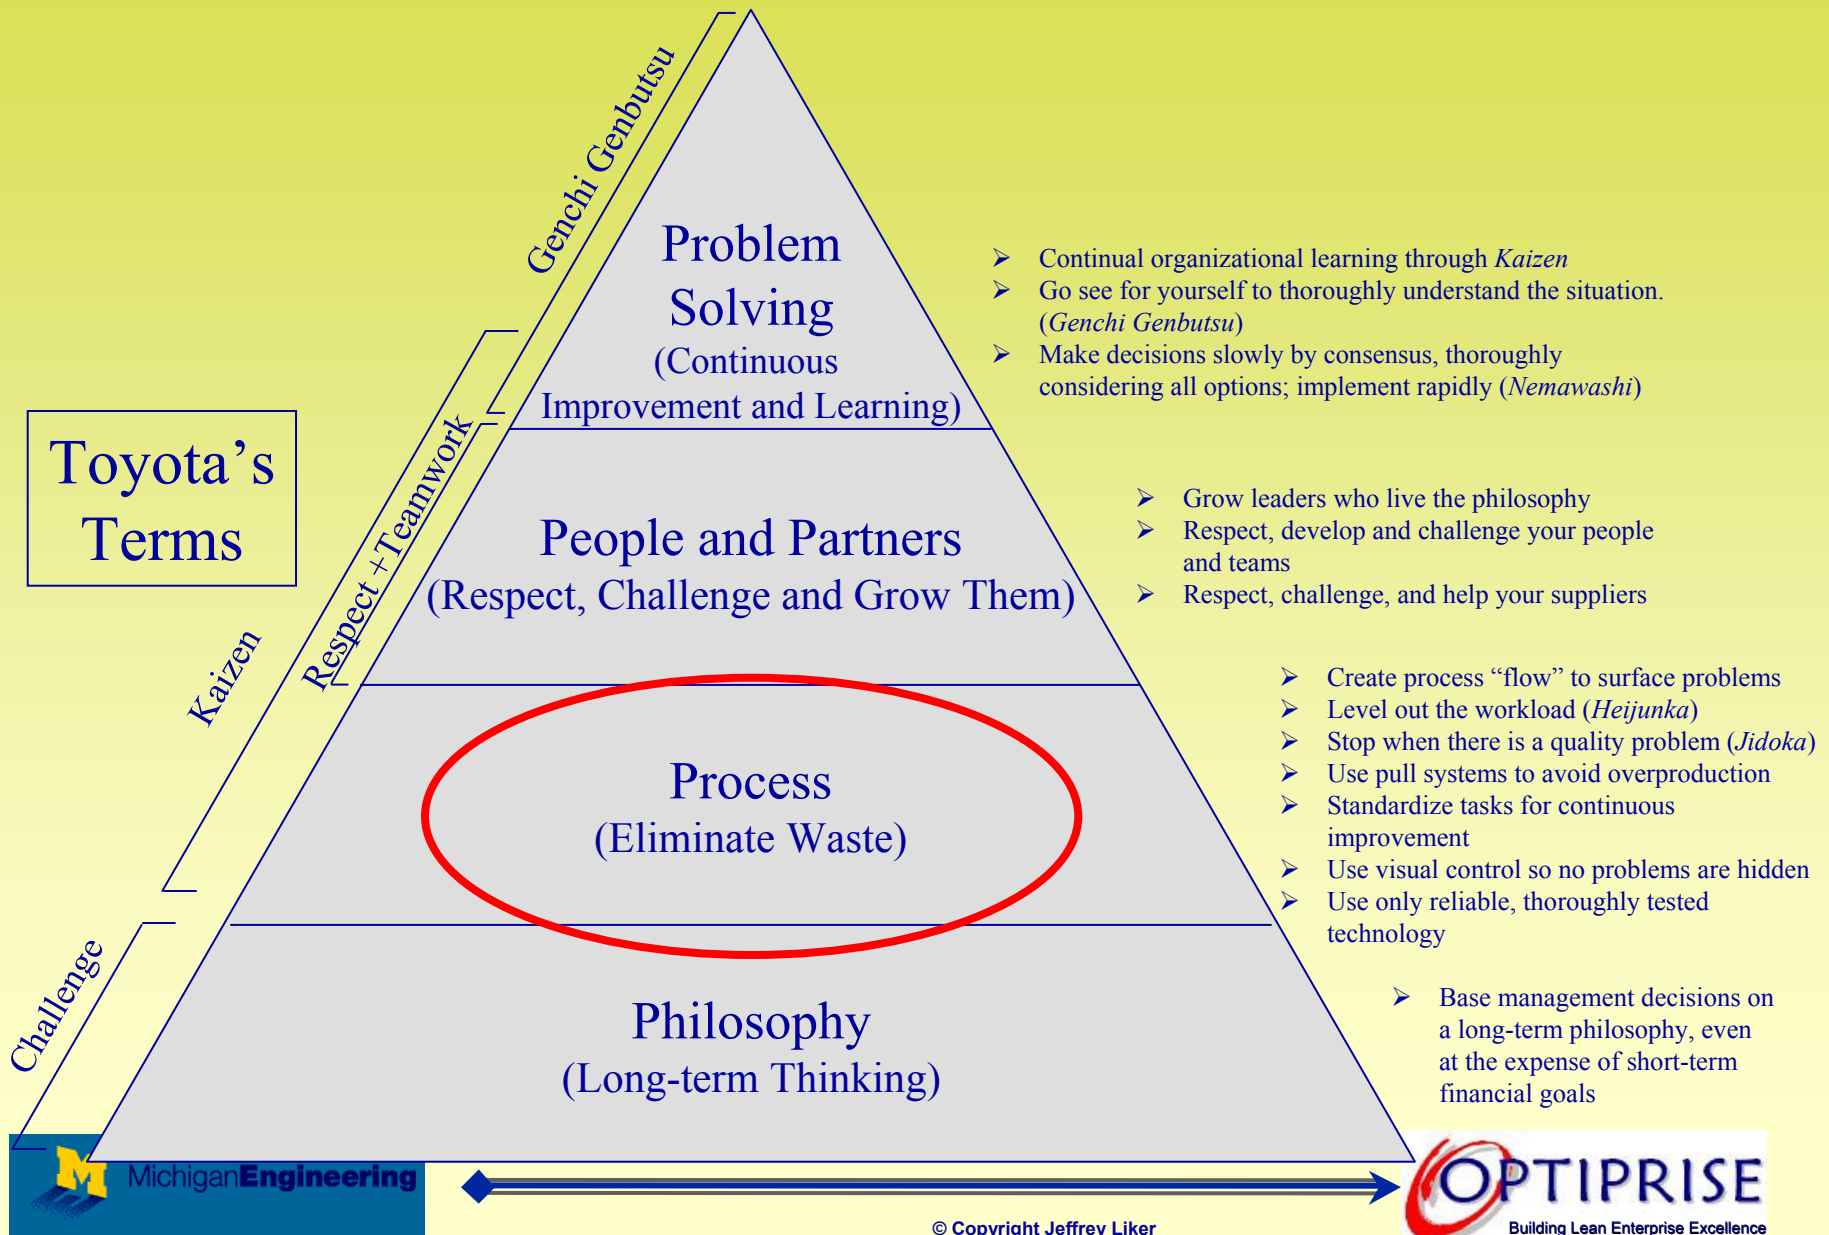 Genchi Genbutsu
Problem
Solving
(Continuous
Improvement and Learning)
➢ Continual organizational learning through Kaizen
➢ Go see for yourself to thoroughly understand the situation.
(Genchi Genbutsu)
➢ Make decisions slowly by consensus, thoroughly
considering all options; implement rapidly (Nemawashi)
Toyota’s
Terms
Respect +Teamwork
People and Partners
(Respect, Challenge and Grow Them)
➢ Grow leaders who live the philosophy
➢ Respect, develop and challenge your people
and teams
➢ Respect, challenge, and help your suppliers
Kaizen
Process
(Eliminate Waste)
➢ Create process “flow” to surface problems
➢ Level out the workload (Heijunka)
➢ Stop when there is a quality problem (Jidoka)
➢ Use pull systems to avoid overproduction
➢ Standardize tasks for continuous
improvement
➢ Use visual control so no problems are hidden
➢ Use only reliable, thoroughly tested
technology
Challenge
Philosophy
(Long-term Thinking)
➢ Base management decisions on
a long-term philosophy, even
at the expense of short-term
financial goals
M
MichiganEngineering
© Copyright Jeffrey Liker
OPTIPRISE
Building Lean Enterprise Excellence